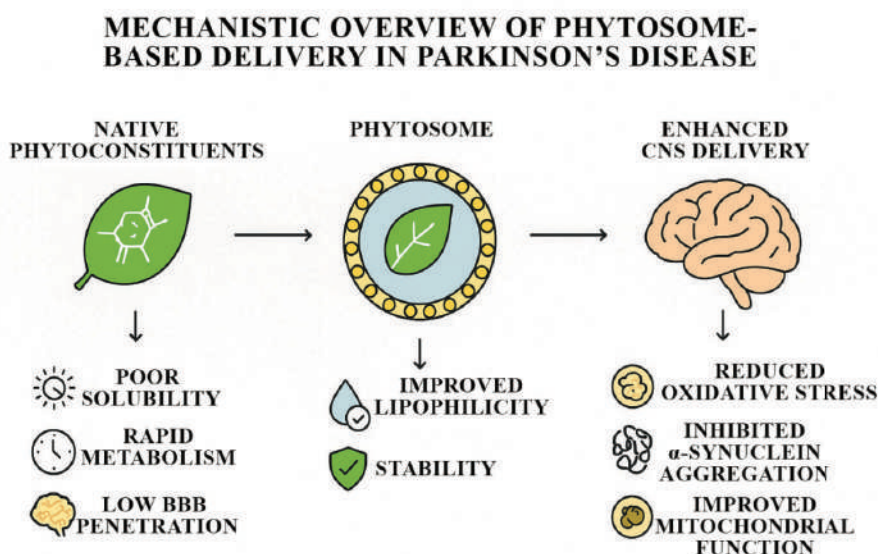 MECHANISTIC OVERVIEW OF PHYTOSOME-
BASED DELIVERY IN PARKINSON'S DISEASE
NATIVE
PHYTOCONSTITUENTS
POOR
SOLUBILITY
RAPID
METABOLISM
LOW BBB
PENETRATION
PHYTOSOME
IMPROVED
LIPOPHILICITY
STABILITY
ENHANCED
CNS DELIVERY
REDUCED
OXIDATIVE STRESS
INHIBITED
α-SYNUCLEIN
AGGREGATION
IMPROVED
MITOCHONDRIAL
FUNCTION